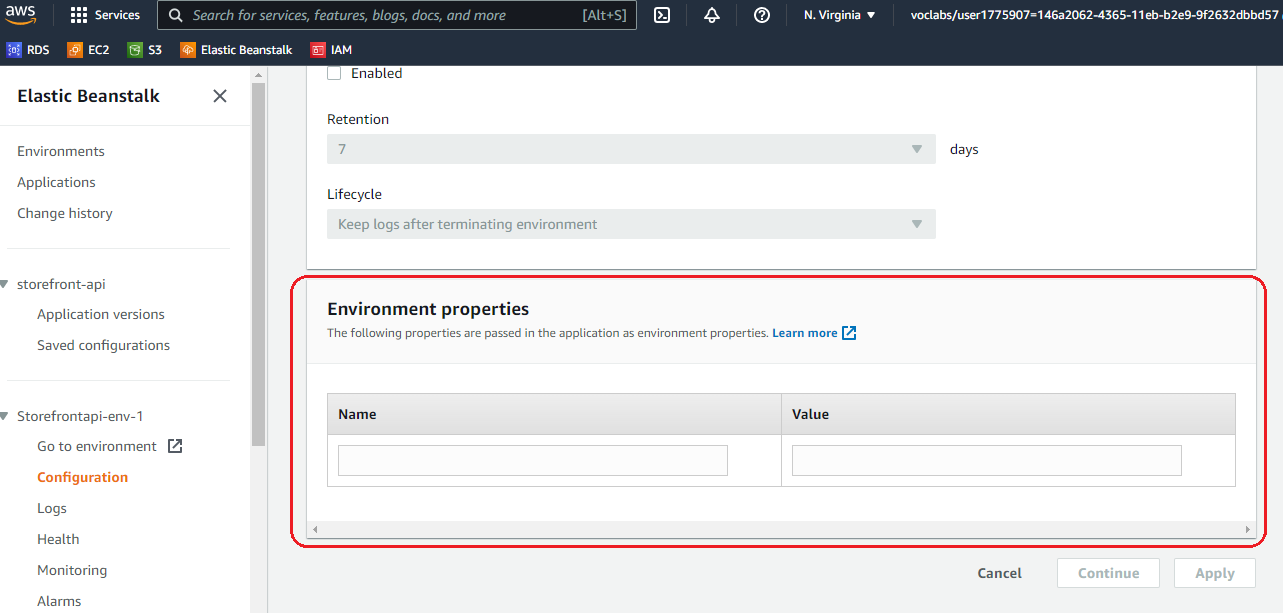 aws
Services
Search for services, features, blogs, docs, and more
[Alt+S]
N. Virginia
voclabs/user1775907=146a2062-4365-11eb-b2e9-9f2632dbbd57
RDS
EC2
S3
Elastic Beanstalk
IAM
Elastic Beanstalk
Environments
Applications
Change history
storefront-api
Application versions
Saved configurations
Storefrontapi-env-1
Go to environment
Configuration
Logs
Health
Monitoring
Alarms
Enabled
Retention
7
days
Lifecycle
Keep logs after terminating environment
Environment properties
The following properties are passed in the application as environment properties. Learn more
Name
Value
Cancel
Continue
Apply